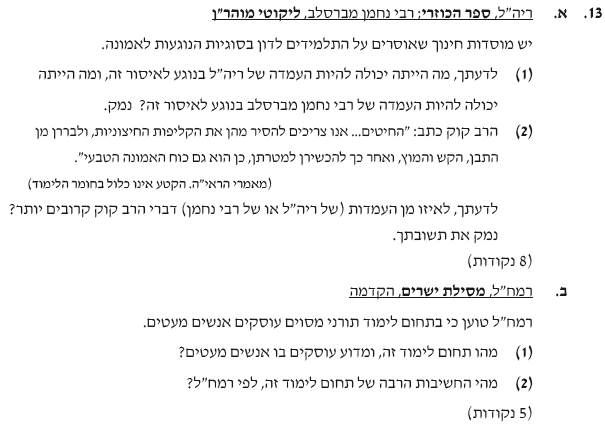 13. א. ריה"ל, ספר הכוזרי; רבי נחמן מברסלב, ליקוטי מוהר"ן
יש מוסדות חינוך שאוסרים על התלמידים לדון בסוגיות הנוגעות לאמונה.
(1) לדעתך, מה הייתה יכולה להיות העמדה של ריה"ל בנוגע לאיסור זה, ומה הייתה
יכולה להיות העמדה של רבי נחמן מברסלב בנוגע לאיסור זה? נמק.
(2) הרב קוק כתב: "החיטים... אנו צריכים להסיר מהן את הקליפות החיצוניות, ולבררן מן
התבן, הקש והמוץ, ואחר כך להכשירן למטרתן, כן הוא גם כוח האמונה הטבעי".
(מאמרי הראי"ה. הקטע אינו כלול בחומר הלימוד)
לדעתך, לאיזו מן העמדות (של ריה"ל או של רבי נחמן) דברי הרב קוק קרובים יותר?
נמק את תשובתך.
(8 נקודות)
ב. רמח"ל, מסילת ישרים, הקדמה
רמח"ל טוען כי בתחום לימוד תורני מסוים עוסקים אנשים מעטים.
(1) מהו תחום לימוד זה, ומדוע עוסקים בו אנשים מעטים?
(2) מהי החשיבות הרבה של תחום לימוד זה, לפי רמח"ל?
(5 נקודות)